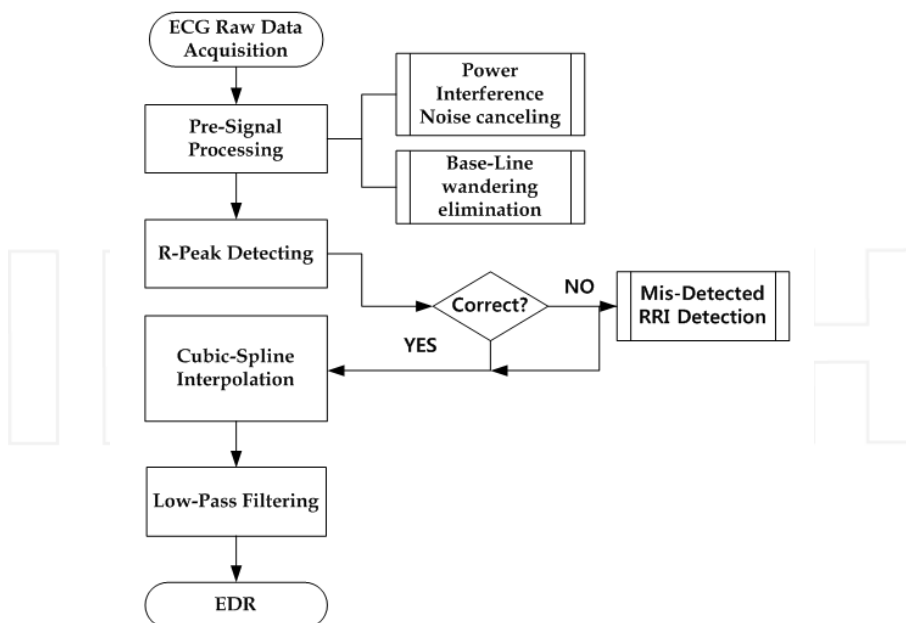 ECG Raw Data
Acquisition
Power
Interference
Noise canceling
Pre-Signal
Processing
Base-Line
wandering
elimination
R-Peak Detecting
Correct?
NO
Mis-Detected
RRI Detection
YES
Cubic-Spline
Interpolation
Low-Pass Filtering
EDR